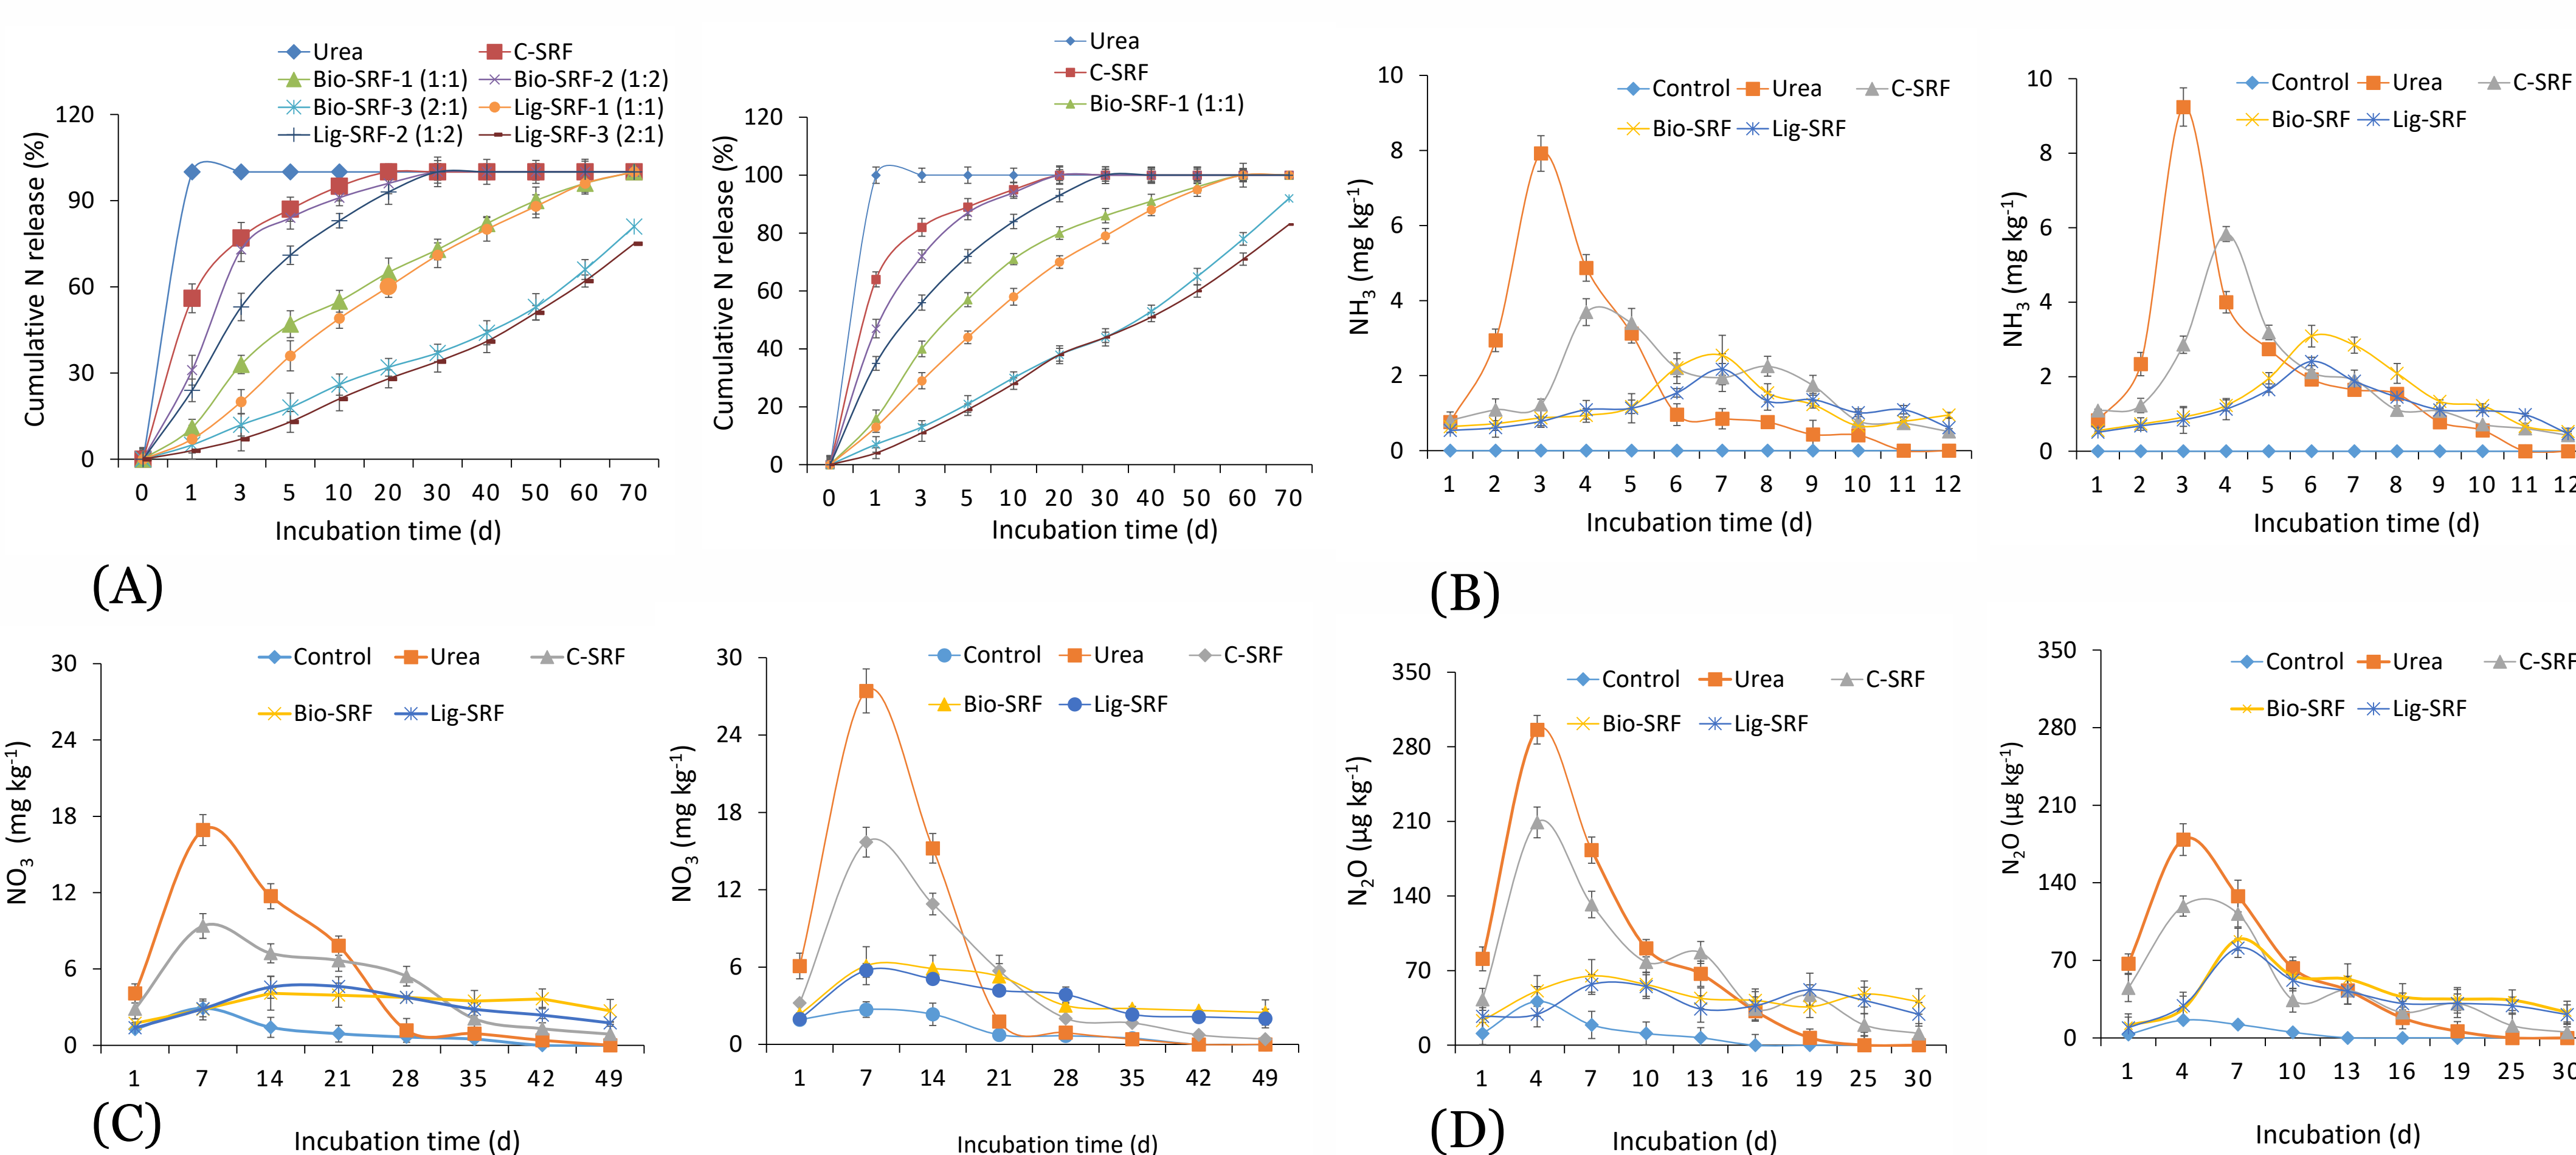 Urea C-SRF
Bio-SRF-1 (1:1) Bio-SRF-2 (1:2)
Bio-SRF-3 (2:1) Lig-SRF-1 (1:1)
Lig-SRF-2 (1:2) Lig-SRF-3 (2:1)
Cumulative N release (%)
120
90
60
30
0
0 1 3 5 10 20 30 40 50 60 70
Incubation time (d)
Urea
C-SRF
Bio-SRF-1 (1:1)
Cumulative N release (%)
120
100
80
60
40
20
0
0 1 3 5 10 20 30 40 50 60 70
Incubation time (d)
(A)
Control Urea C-SRF
Bio-SRF Lig-SRF
NH3 (mg kg-1)
10
8
6
4
2
0
1 2 3 4 5 6 7 8 9 10 11 12
Incubation time (d)
Control Urea C-SRF
Bio-SRF Lig-SRF
NH3 (mg kg-1)
10
8
6
4
2
0
1 2 3 4 5 6 7 8 9 10 11 12
Incubation time (d)
(B)
Control Urea C-SRF
Bio-SRF Lig-SRF
NO3 (mg kg-1)
30
24
18
12
6
0
1 7 14 21 28 35 42 49
Incubation time (d)
Control Urea C-SRF
Bio-SRF Lig-SRF
NO3 (mg kg-1)
30
24
18
12
6
0
1 7 14 21 28 35 42 49
Incubation time (d)
(C)
Control Urea C-SRF
Bio-SRF Lig-SRF
N2O (µg kg-1)
350
280
210
140
70
0
1 4 7 10 13 16 19 25 30
Incubation (d)
Control Urea C-SRF
Bio-SRF Lig-SRF
N2O (µg kg-1)
350
280
210
140
70
0
1 4 7 10 13 16 19 25 30
Incubation (d)
(D)